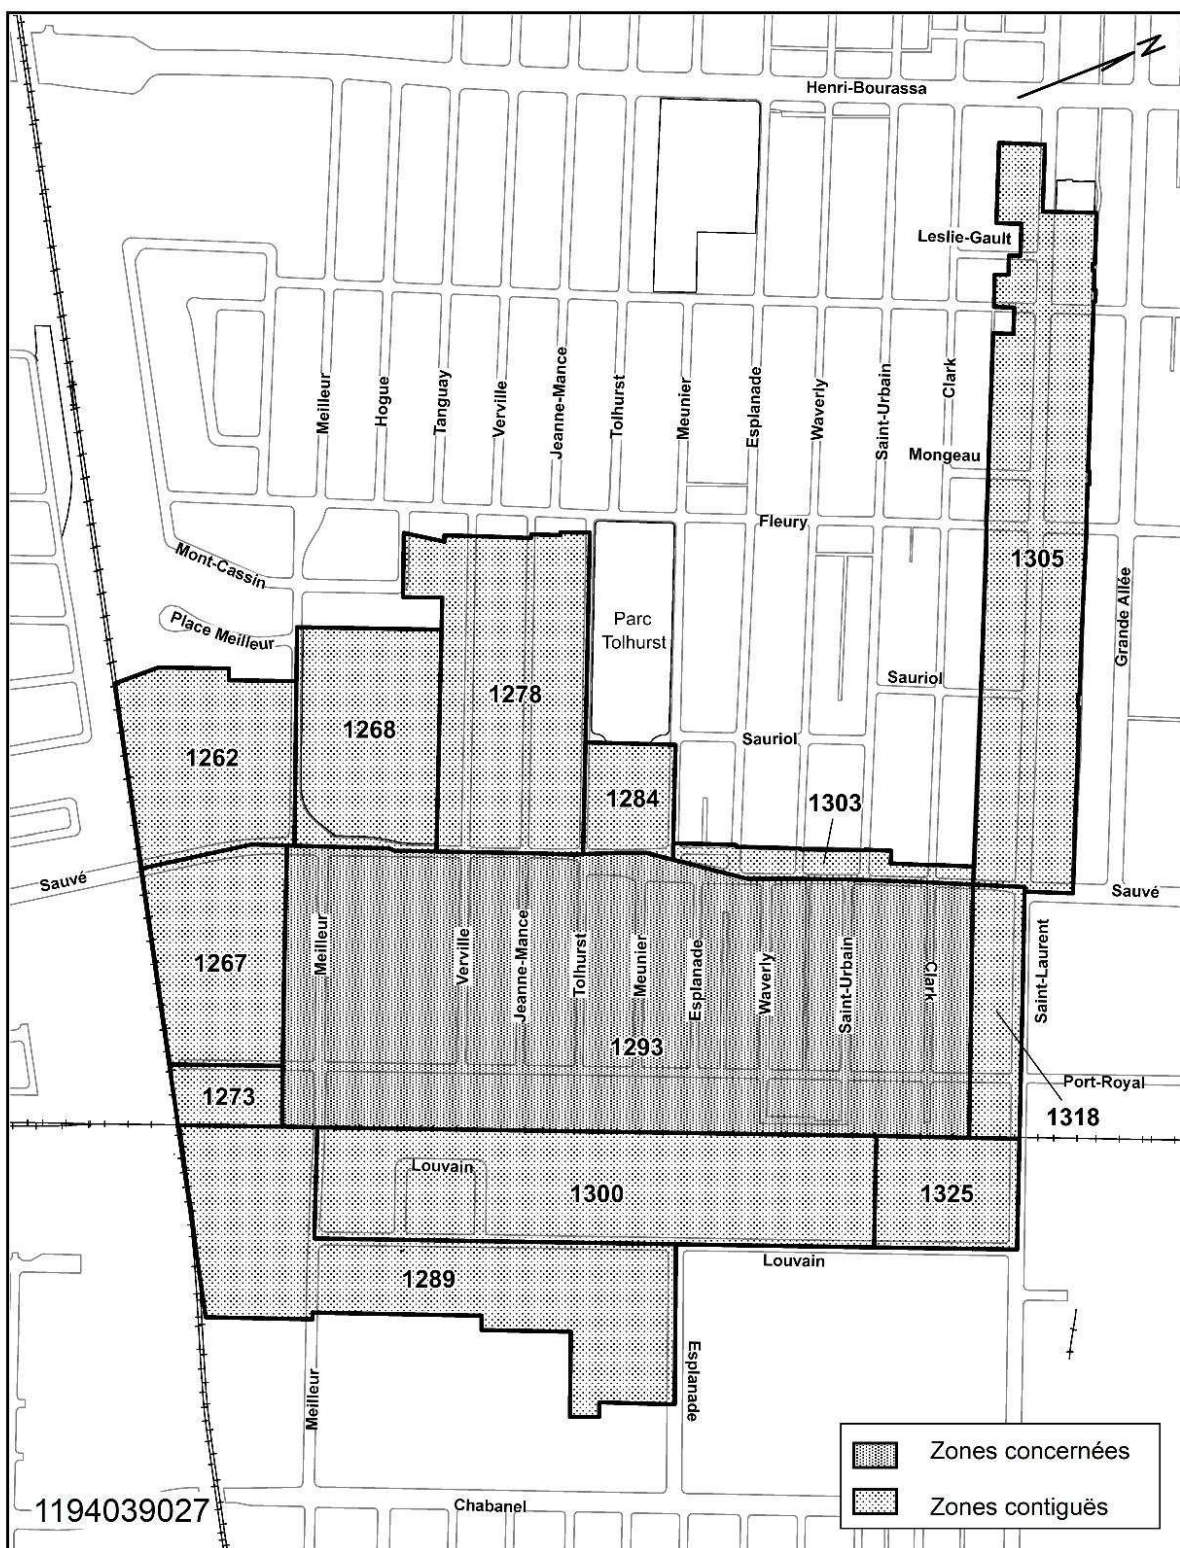 N
Henri-Bourassa
Leslie-Gault
Meilleur
Hogue
Tanguay
Verville
Jeanne-Mance
Tolhurst
Meunier
Esplanade
Waverly
Saint-Urbain
Clark
Mongeau
Fleury
1305
Mont-Cassin
Place Meilleur
Parc
Tolhurst
Grande Allée
Sauriol
1278
1268
1262
Sauriol
1284
1303
Sauvé
Sauvé
Meilleur
Verville
Jeanne-Mance
Tolhurst
Meunier
Esplanade
Waverly
Saint-Urbain
Clark
Saint-Laurent
1267
1293
Port-Royal
1273
1318
Louvain
1300
1325
Louvain
1289
Meilleur
Esplanade
Zones concernées
Zones contiguës
Chabanel
1194039027